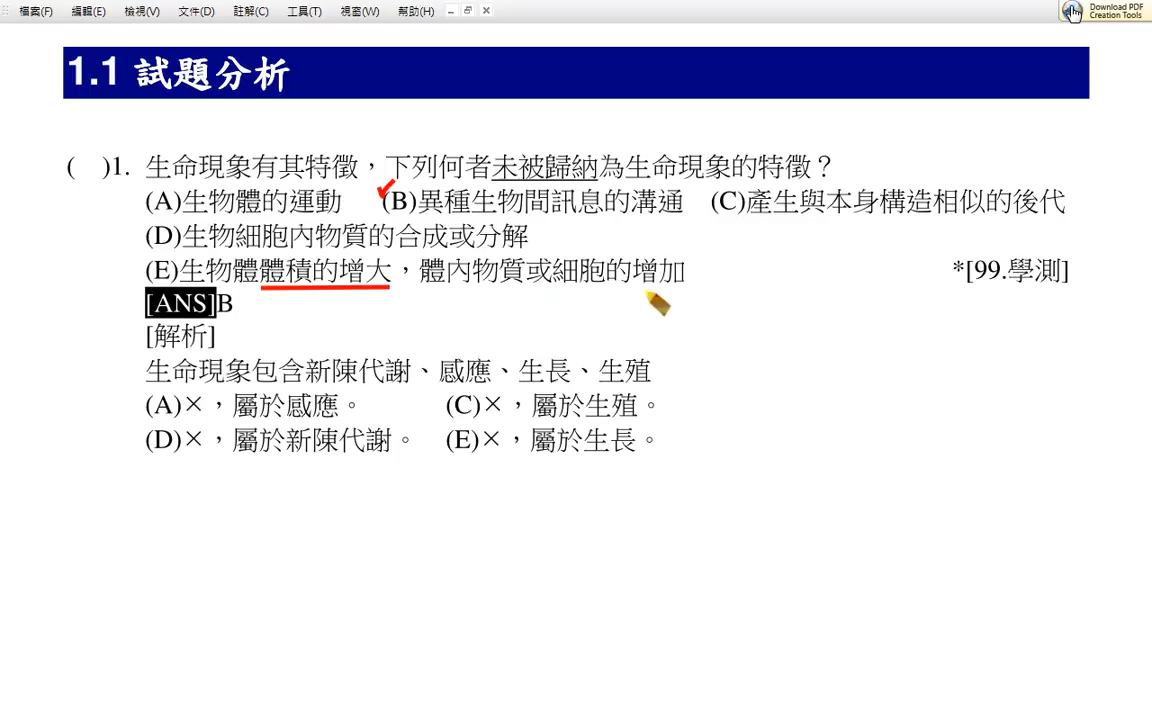 檔案(F) 編輯(E) 檢視(V) 文件(D) 註解(C) 工具(T) 視窗(W) 幫助(H)
Download PDF
Creation Tools
1.1 試題分析
( )1. 生命現象有其特徵，下列何者未被歸納為生命現象的特徵？
(A)生物體的運動 (B)異種生物間訊息的溝通 (C)產生與本身構造相似的後代
(D)生物細胞內物質的合成或分解
(E)生物體體積的增大，體內物質或細胞的增加 *[99.學測]
[ANS]B
[解析]
生命現象包含新陳代謝、感應、生長、生殖
(A)×，屬於感應。 (C)×，屬於生殖。
(D)×，屬於新陳代謝。 (E)×，屬於生長。